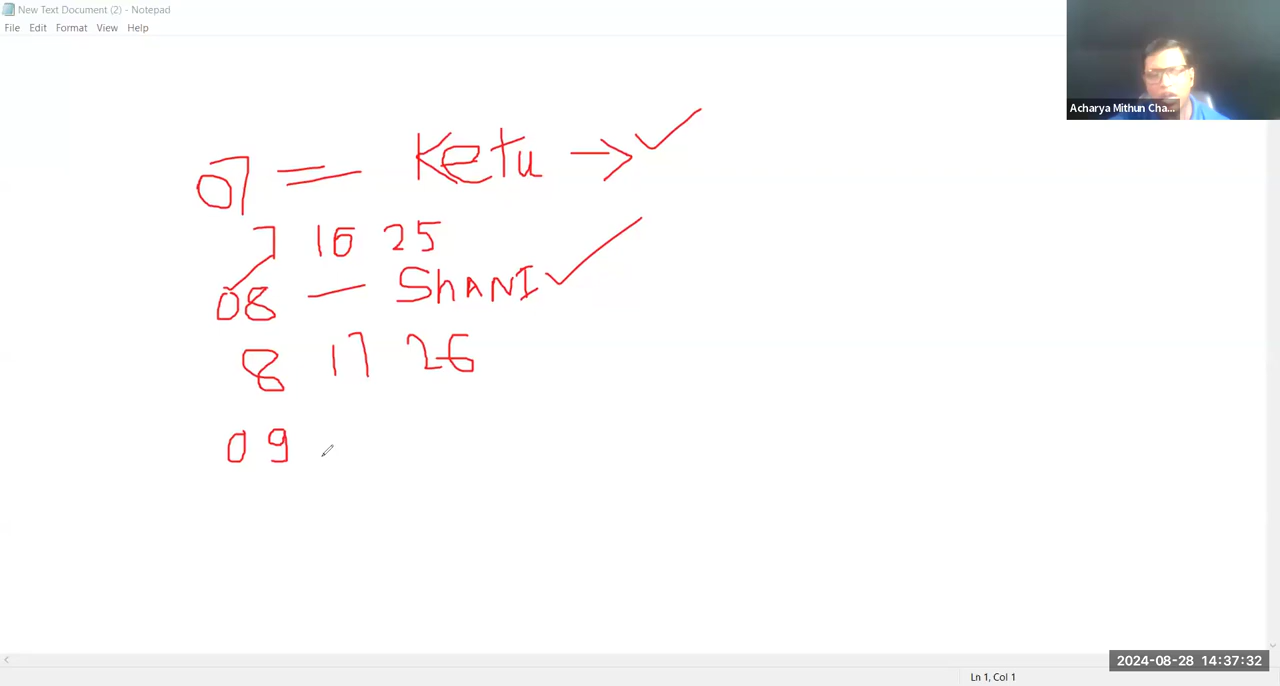 New Text Document (2) - Notepad
File Edit Format View Help
Acharya Mithun Cha...
07 = Ketu → ✓
7 16 25
08 — ShANI ✓
8 17 26
09
2024-08-28 14:37:32
Ln 1, Col 1